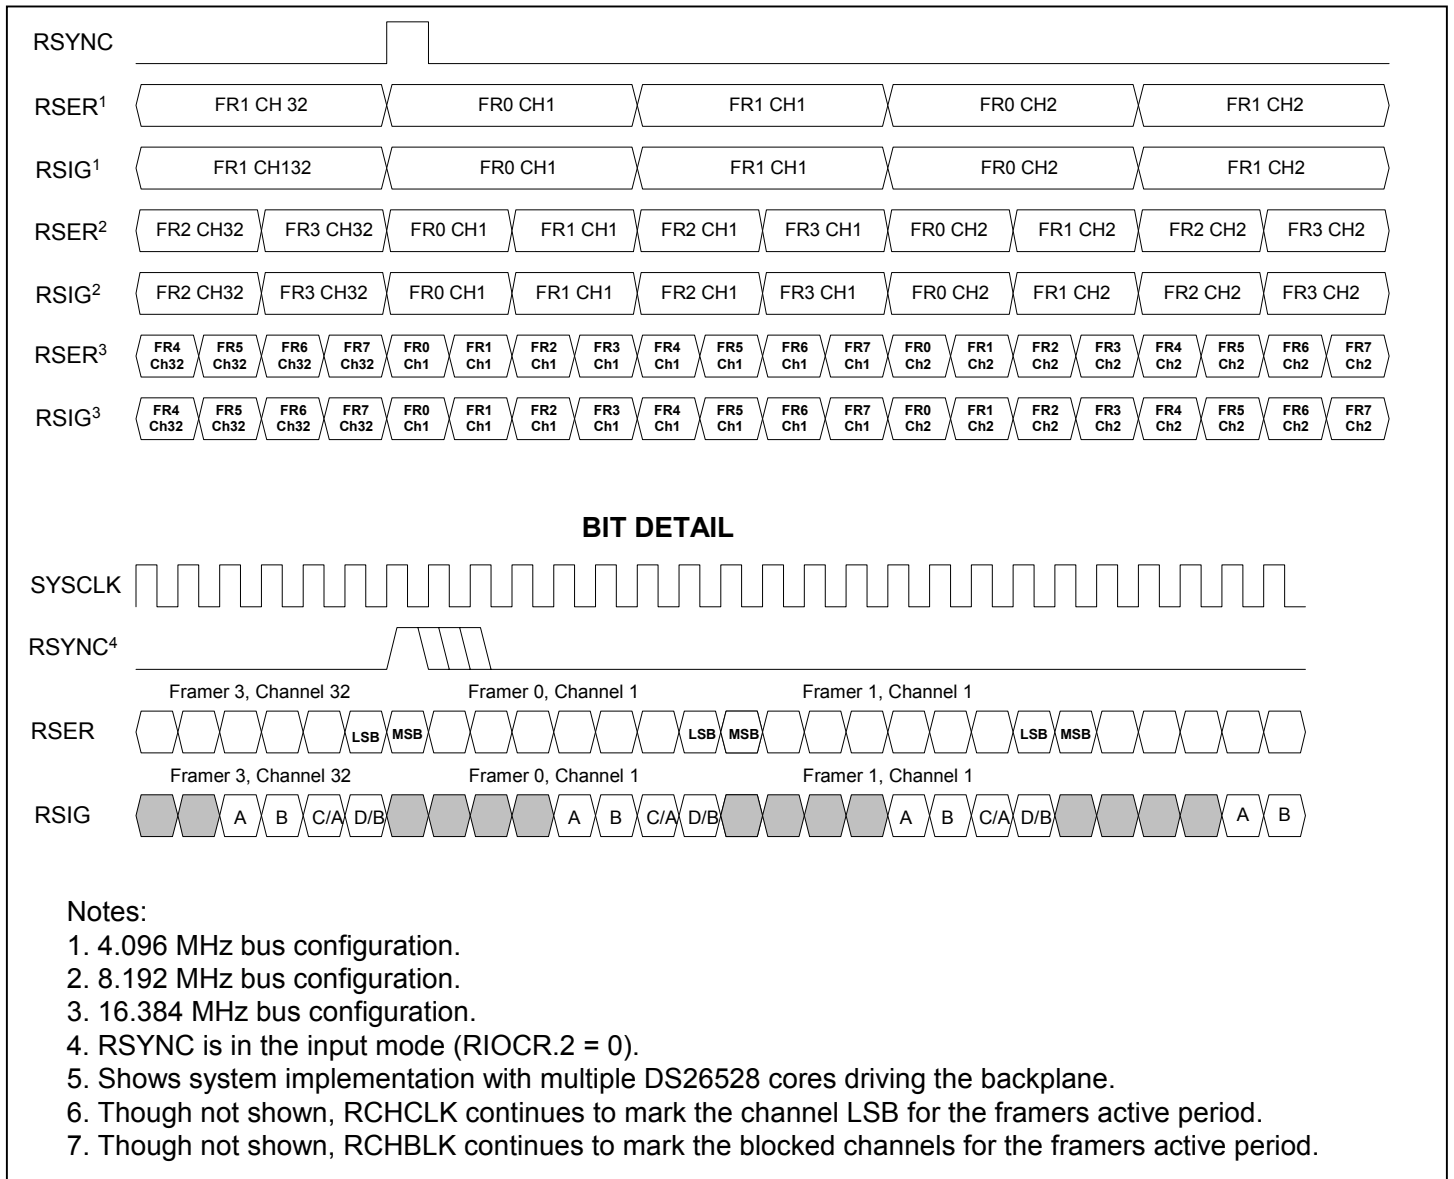 RSYNC
RSER1 FR1 CH 32 FR0 CH1 FR1 CH1 FR0 CH2 FR1 CH2
RSIG1 FR1 CH132 FR0 CH1 FR1 CH1 FR0 CH2 FR1 CH2
RSER2 FR2 CH32 FR3 CH32 FR0 CH1 FR1 CH1 FR2 CH1 FR3 CH1 FR0 CH2 FR1 CH2 FR2 CH2 FR3 CH2
RSIG2 FR2 CH32 FR3 CH32 FR0 CH1 FR1 CH1 FR2 CH1 FR3 CH1 FR0 CH2 FR1 CH2 FR2 CH2 FR3 CH2
RSER3 FR4 Ch32 FR5 Ch32 FR6 Ch32 FR7 Ch32 FR0 Ch1 FR1 Ch1 FR2 Ch1 FR3 Ch1 FR4 Ch1 FR5 Ch1 FR6 Ch1 FR7 Ch1 FR0 Ch2 FR1 Ch2 FR2 Ch2 FR3 Ch2 FR4 Ch2 FR5 Ch2 FR6 Ch2 FR7 Ch2
RSIG3 FR4 Ch32 FR5 Ch32 FR6 Ch32 FR7 Ch32 FR0 Ch1 FR1 Ch1 FR2 Ch1 FR3 Ch1 FR4 Ch1 FR5 Ch1 FR6 Ch1 FR7 Ch1 FR0 Ch2 FR1 Ch2 FR2 Ch2 FR3 Ch2 FR4 Ch2 FR5 Ch2 FR6 Ch2 FR7 Ch2
BIT DETAIL
SYSCLK
RSYNC4
Framer 3, Channel 32 Framer 0, Channel 1 Framer 1, Channel 1
RSER LSB MSB LSB MSB LSB MSB
Framer 3, Channel 32 Framer 0, Channel 1 Framer 1, Channel 1
RSIG A B C/A D/B A B C/A D/B A B C/A D/B A B
Notes:
1. 4.096 MHz bus configuration.
2. 8.192 MHz bus configuration.
3. 16.384 MHz bus configuration.
4. RSYNC is in the input mode (RIOCR.2 = 0).
5. Shows system implementation with multiple DS26528 cores driving the backplane.
6. Though not shown, RCHCLK continues to mark the channel LSB for the framers active period.
7. Though not shown, RCHBLK continues to mark the blocked channels for the framers active period.